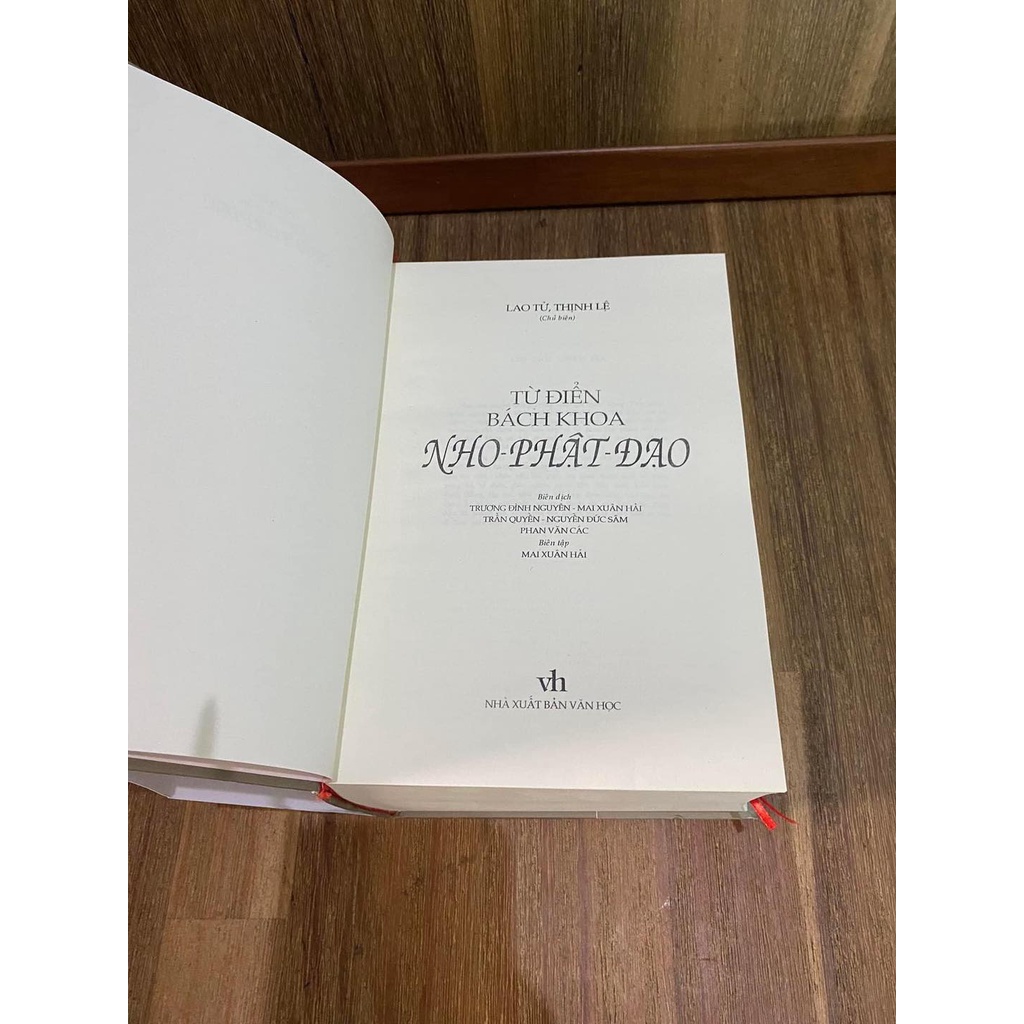 LAO TỬ, THỊNH LÊ
(Chủ biên)
TỪ ĐIỂN
BÁCH KHOA
NHO-PHẬT-ĐẠO
Biên dịch
TRƯƠNG ĐÌNH NGUYÊN - MAI XUÂN HẢI
TRẦN QUYỀN - NGUYỄN ĐỨC SÂM
PHAN VĂN CÁC
Biên tập
MAI XUÂN HẢI
vh
NHÀ XUẤT BẢN VĂN HỌC